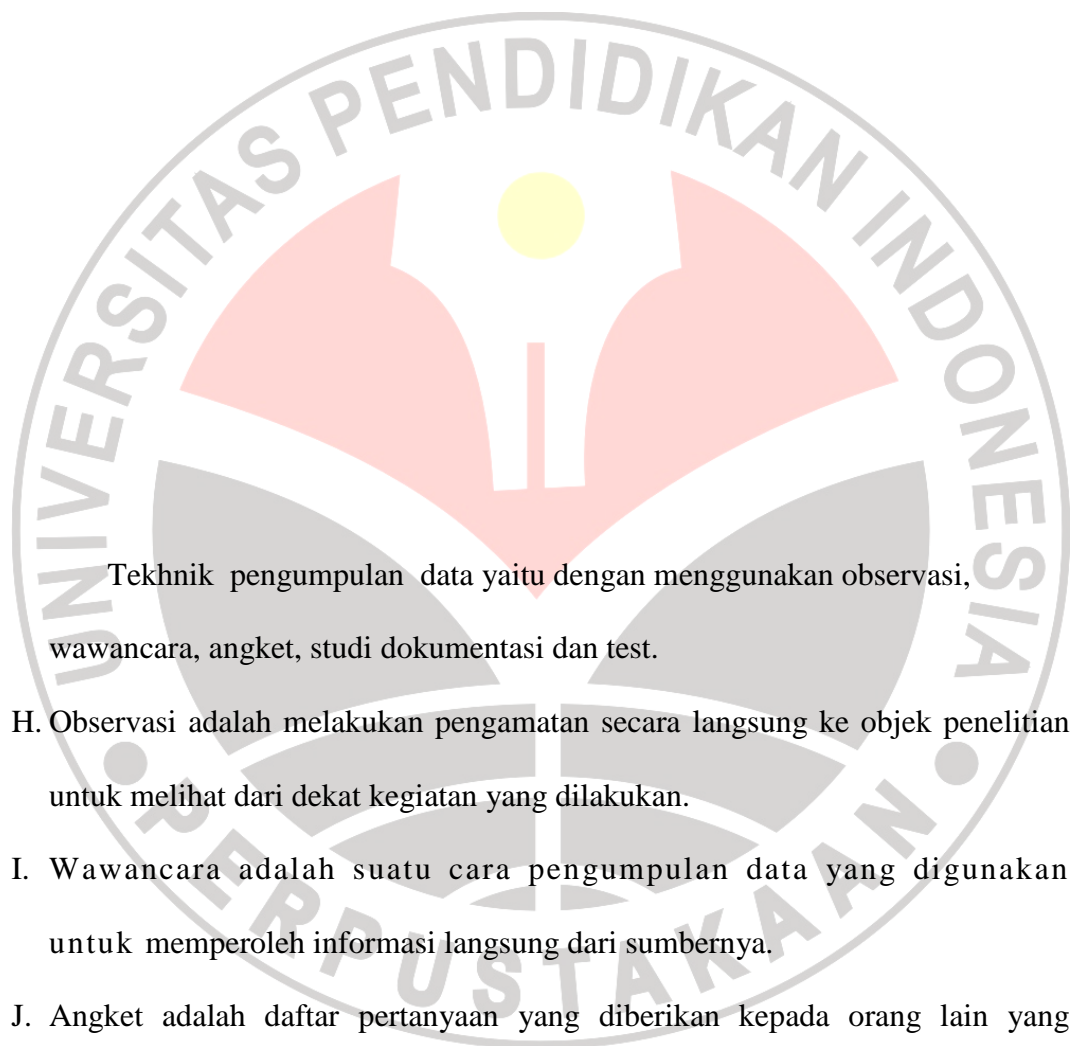 UNIVERSITAS PENDIDIKAN INDONESIA
PERPUSTAKAAN
Tekhnik pengumpulan data yaitu dengan menggunakan observasi,
wawancara, angket, studi dokumentasi dan test.
H. Observasi adalah melakukan pengamatan secara langsung ke objek penelitian
untuk melihat dari dekat kegiatan yang dilakukan.
I. Wawancara adalah suatu cara pengumpulan data yang digunakan
untuk memperoleh informasi langsung dari sumbernya.
J. Angket adalah daftar pertanyaan yang diberikan kepada orang lain yang